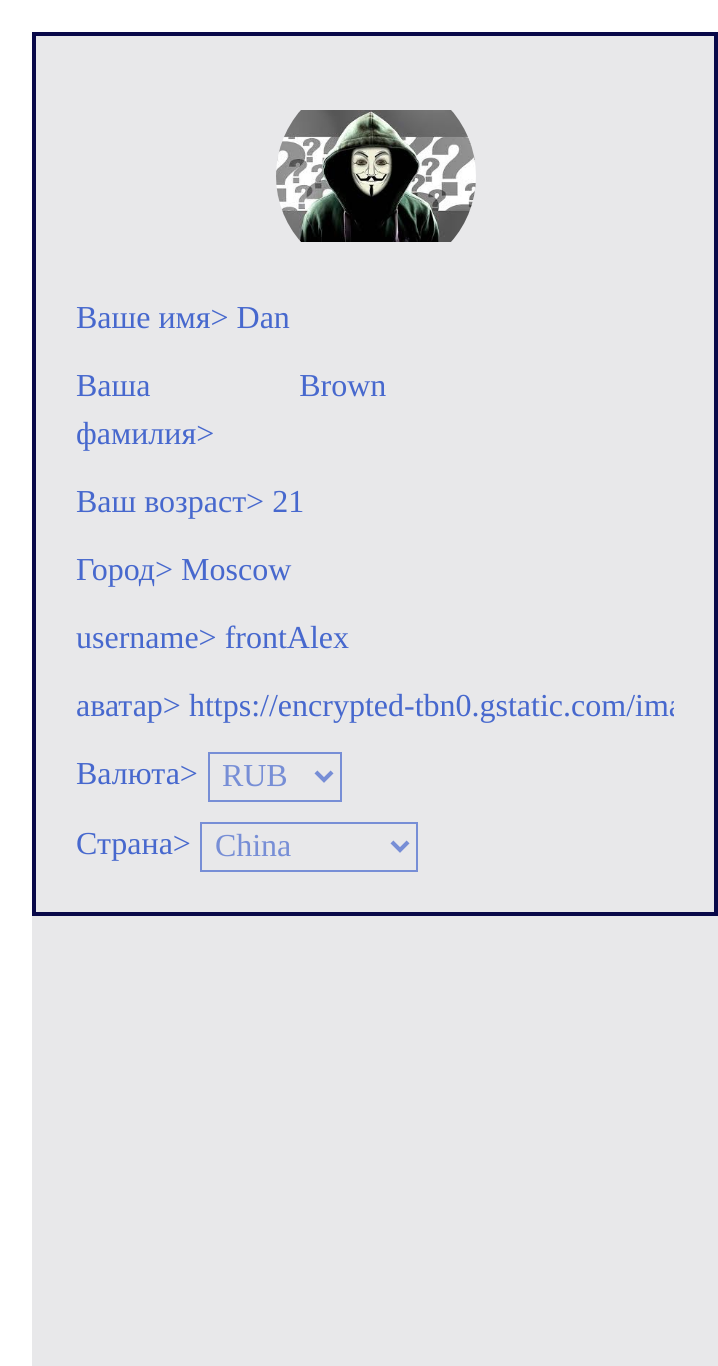 Ваше имя> Dan
Ваша Brown
фамилия>
Ваш возраст> 21
Город> Moscow
username> frontAlex
аватар> https://encrypted-tbn0.gstatic.com/ima
Валюта> RUB
Страна> China